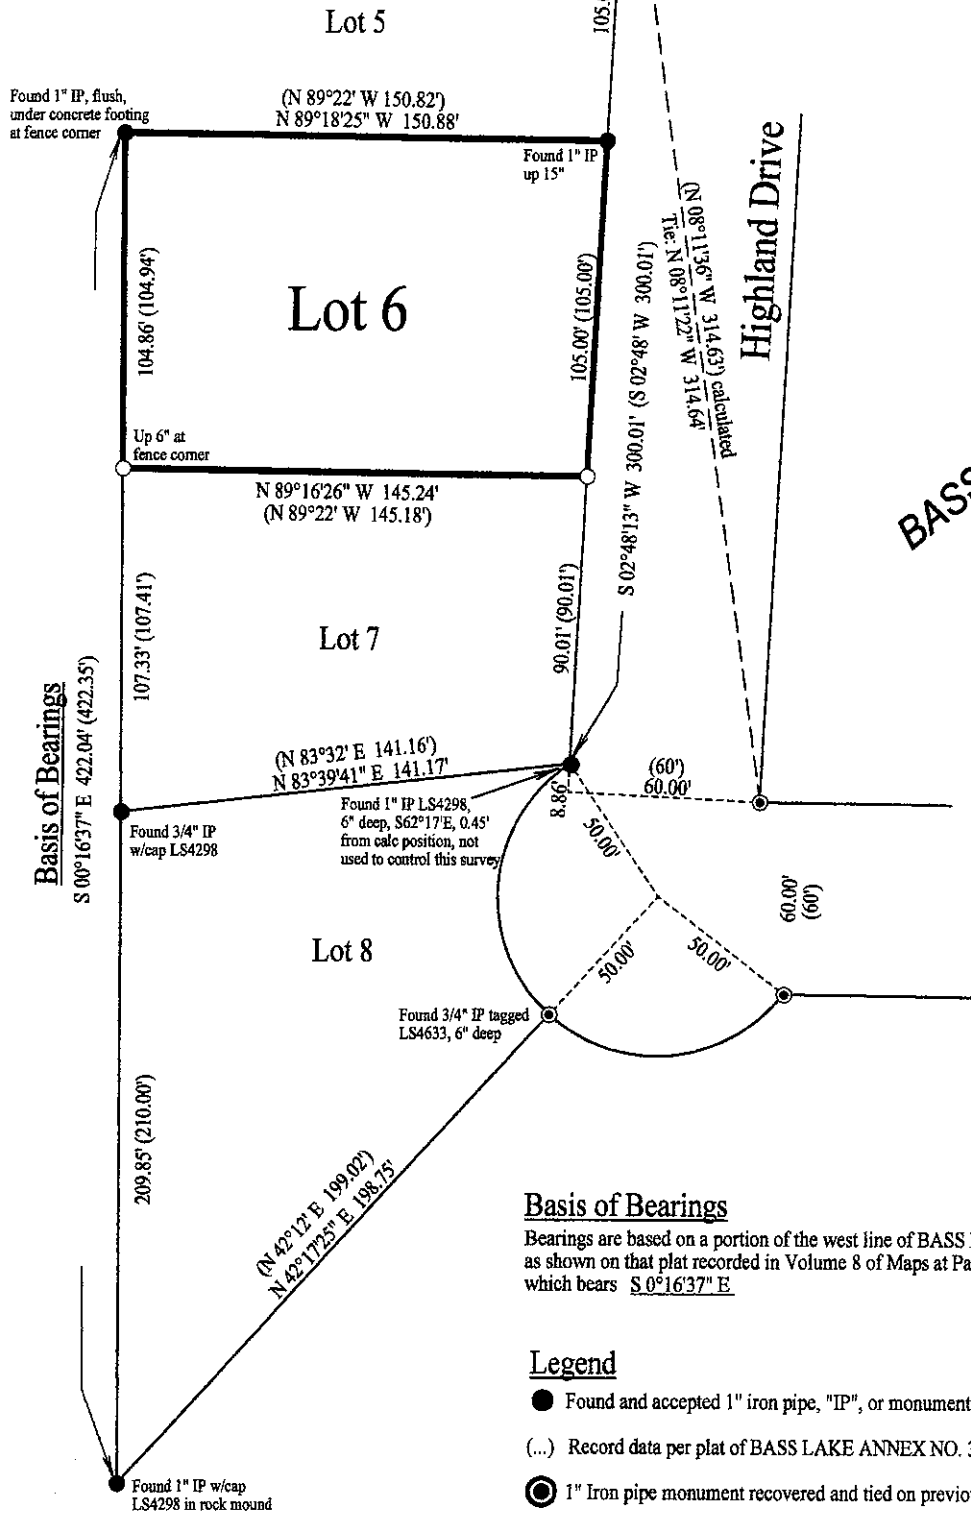 Lot 5
105.
Found 1" IP, flush,
under concrete footing
at fence corner
(N 89°22' W 150.82')
N 89°18'25" W 150.88'
Found 1" IP
up 15"
Highland Drive
(N 08°11'36" W 314.63') calculated
Tie: N 08°11'22" W 314.64'
104.86' (104.94')
Lot 6
105.00' (105.00')
S 02°48'13" W 300.01' (S 02°48' W 300.01')
Up 6" at
fence corner
N 89°16'26" W 145.24'
(N 89°22' W 145.18')
BASS
107.33' (107.41')
Lot 7
90.01' (90.01')
Basis of Bearings
S 00°16'37" E 422.04' (422.35')
(N 83°32' E 141.16')
N 83°39'41" E 141.17'
(60')
60.00'
8.86'
Found 3/4" IP
w/cap LS4298
Found 1" IP LS4298,
6" deep, S62°17'E, 0.45'
from calc position, not
used to control this survey
50.00'
60.00'
(60')
Lot 8
50.00'
50.00'
Found 3/4" IP tagged
LS4633, 6" deep
209.85' (210.00')
(N 42°12' E 199.02')
N 42°17'25" E 198.75'
Basis of Bearings
Bearings are based on a portion of the west line of BASS
as shown on that plat recorded in Volume 8 of Maps at Pa
which bears S 0°16'37" E
Legend
Found and accepted 1" iron pipe, "IP", or monument
(...) Record data per plat of BASS LAKE ANNEX NO. 3
1" Iron pipe monument recovered and tied on previo
Found 1" IP w/cap
LS4298 in rock mound